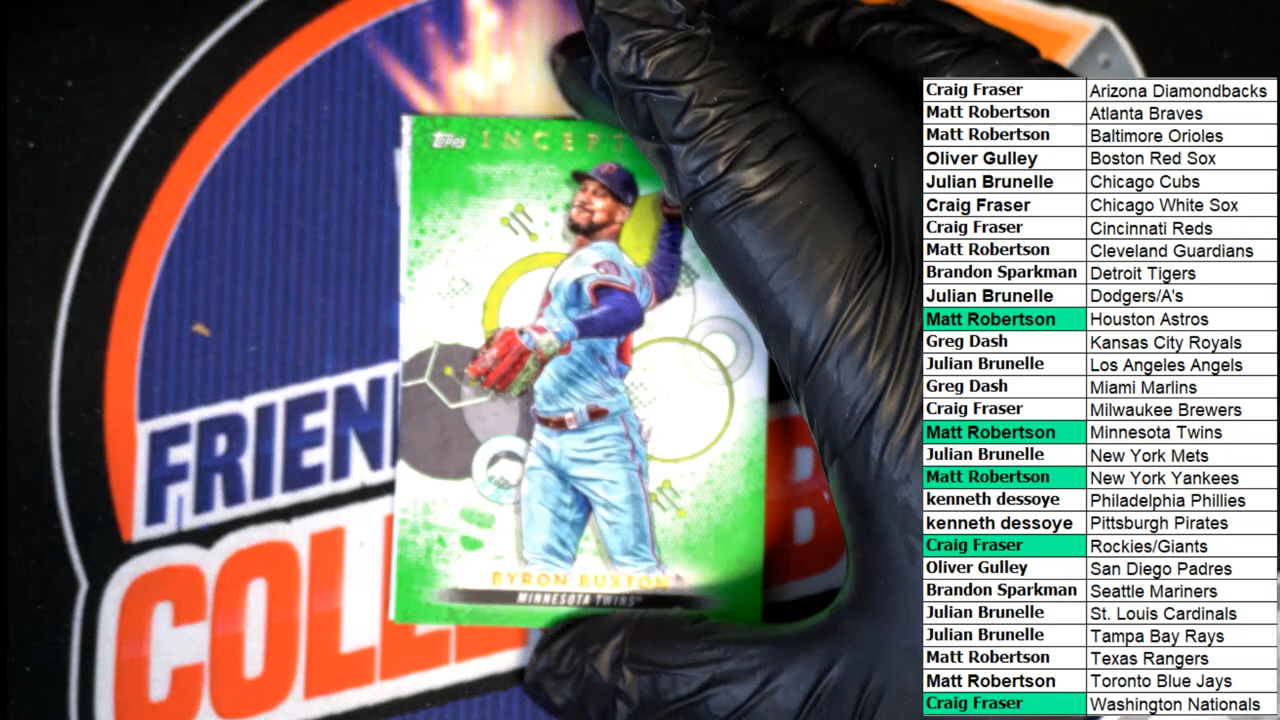 Topps INCEPT
BYRON BUXTON
MINNESOTA TWINS
FRIEN
COLL
B
Craig Fraser Arizona Diamondbacks
Matt Robertson Atlanta Braves
Matt Robertson Baltimore Orioles
Oliver Gulley Boston Red Sox
Julian Brunelle Chicago Cubs
Craig Fraser Chicago White Sox
Craig Fraser Cincinnati Reds
Matt Robertson Cleveland Guardians
Brandon Sparkman Detroit Tigers
Julian Brunelle Dodgers/A's
Matt Robertson Houston Astros
Greg Dash Kansas City Royals
Julian Brunelle Los Angeles Angels
Greg Dash Miami Marlins
Craig Fraser Milwaukee Brewers
Matt Robertson Minnesota Twins
Julian Brunelle New York Mets
Matt Robertson New York Yankees
kenneth dessoye Philadelphia Phillies
kenneth dessoye Pittsburgh Pirates
Craig Fraser Rockies/Giants
Oliver Gulley San Diego Padres
Brandon Sparkman Seattle Mariners
Julian Brunelle St. Louis Cardinals
Julian Brunelle Tampa Bay Rays
Matt Robertson Texas Rangers
Matt Robertson Toronto Blue Jays
Craig Fraser Washington Nationals